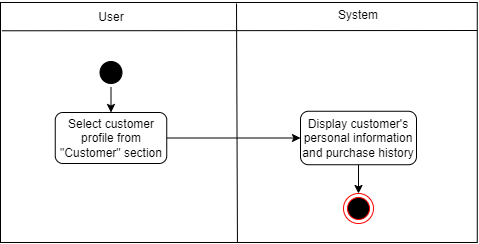 User
System
Select customer
profile from
"Customer" section
Display customer's
personal information
and purchase history